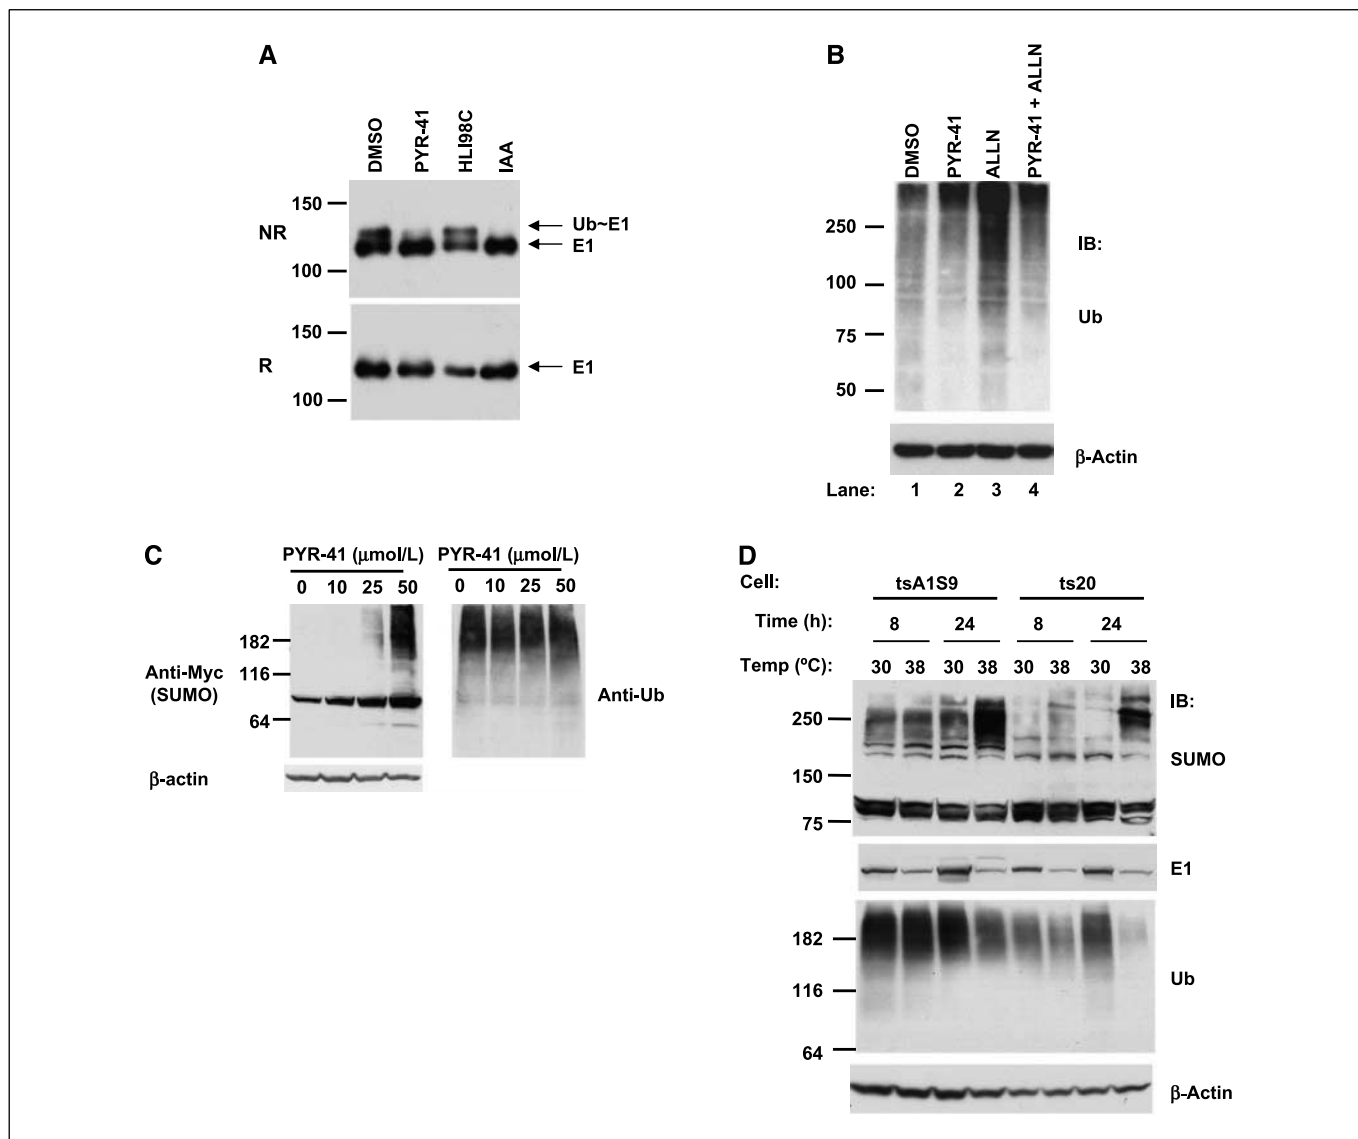 A
DMSO
PYR-41
HLI98C
IAA
NR
150
100
Ub~E1
E1
R
150
100
E1
B
DMSO
PYR-41
ALLN
PYR-41 + ALLN
250
100
75
50
IB:
Ub
β-Actin
Lane: 1 2 3 4
C
PYR-41 (μmol/L) PYR-41 (μmol/L)
0 10 25 50 0 10 25 50
182
116
64
Anti-Myc
(SUMO)
Anti-Ub
β-actin
D
Cell: tsA1S9 ts20
Time (h): 8 24 8 24
Temp (ºC): 30 38 30 38 30 38 30 38
IB:
250
SUMO
150
75
E1
182
Ub
116
64
β-Actin